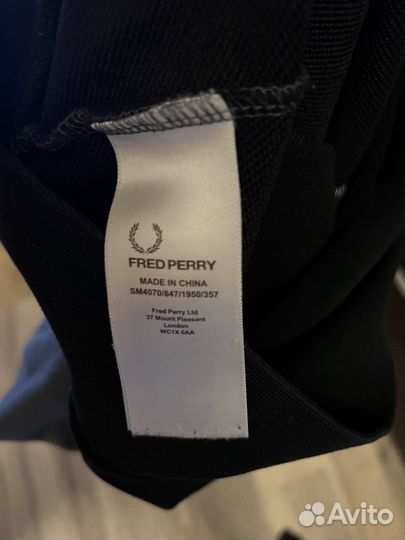 FRED PERRY
MADE IN CHINA
SM4070/847/1950/357
Fred Perry Ltd
37 Mount Pleasant
London
WC1X 0AA
Avito